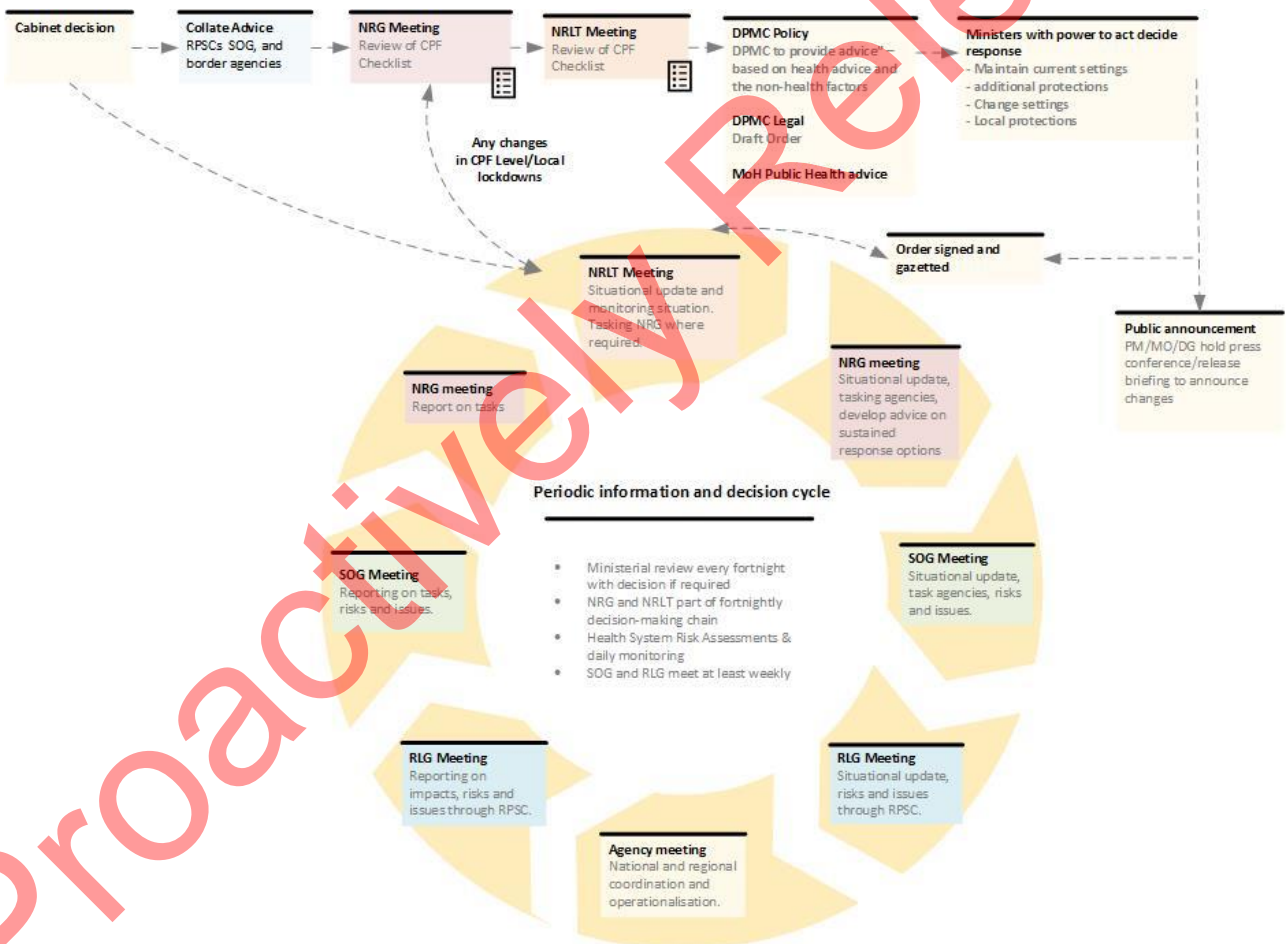 Cabinet decision
Collate Advice
RPSCs SOG, and
border agencies
NRG Meeting
Review of CPF
Checklist
NRLT Meeting
Review of CPF
Checklist
DPMC Policy
DPMC to provide advice" –
based on health advice and
the non-health factors
DPMC Legal
Draft Order
MoH Public Health advice
Ministers with power to act decide
response
- Maintain current settings
- additional protections
- Change settings
- Local protections
Any changes
in CPF Level/Local
lockdowns
Order signed and
gazetted
Public announcement
PM/MO/DG hold press
conference/release
briefing to announce
changes
NRLT Meeting
Situational update and
monitoring situation.
Tasking NRG where
required.
NRG meeting
Situational update,
tasking agencies,
develop advice on
sustained
response options
NRG meeting
Report on tasks
Periodic information and decision cycle
• Ministerial review every fortnight
with decision if required
• NRG and NRLT part of fortnightly
decision-making chain
• Health System Risk Assessments &
daily monitoring
• SOG and RLG meet at least weekly
SOG Meeting
Reporting on tasks,
risks and issues.
SOG Meeting
Situational update,
task agencies, risks
and issues.
RLG Meeting
Reporting on
impacts, risks and
issues through RPSC.
RLG Meeting
Situational update,
risks and issues
through RPSC.
Agency meeting
National and regional
coordination and
operationalisation.
Proactively Rele